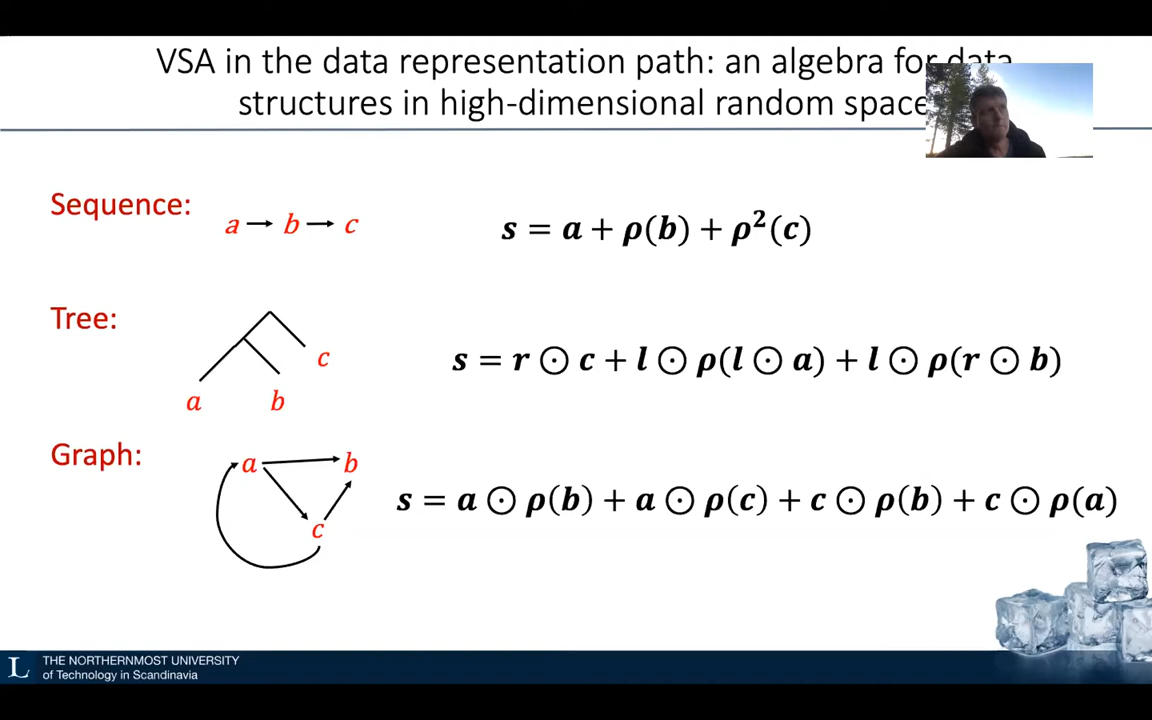 VSA in the data representation path: an algebra for data
structures in high-dimensional random space
Sequence:
a → b → c
s = a + ρ(b) + ρ²(c)
Tree:
s = r ⊙ c + l ⊙ ρ(l ⊙ a) + l ⊙ ρ(r ⊙ b)
c
a b
Graph:
a b
s = a ⊙ ρ(b) + a ⊙ ρ(c) + c ⊙ ρ(b) + c ⊙ ρ(a)
c
L THE NORTHERNMOST UNIVERSITY
of Technology in Scandinavia